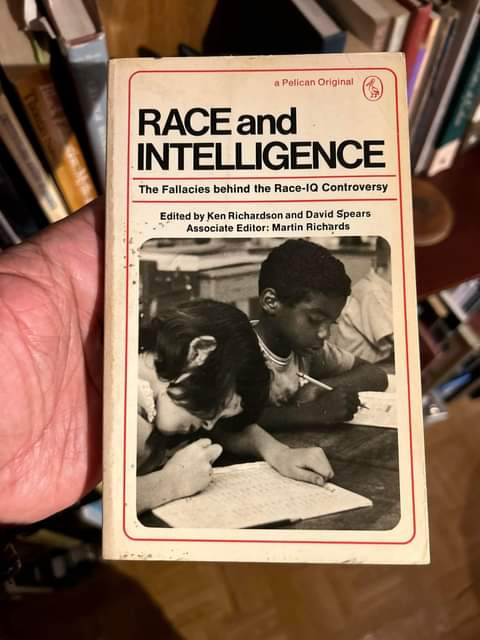 a Pelican Original
RACE and
INTELLIGENCE
The Fallacies behind the Race-IQ Controversy
Edited by Ken Richardson and David Spears
Associate Editor: Martin Richards